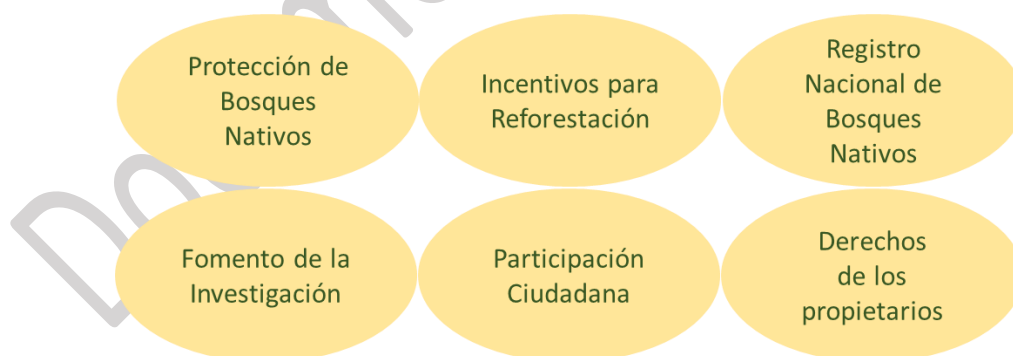 Protección de
Bosques
Nativos
Incentivos para
Reforestación
Registro
Nacional de
Bosques
Nativos
Fomento de la
Investigación
Participación
Ciudadana
Derechos
de los
propietarios